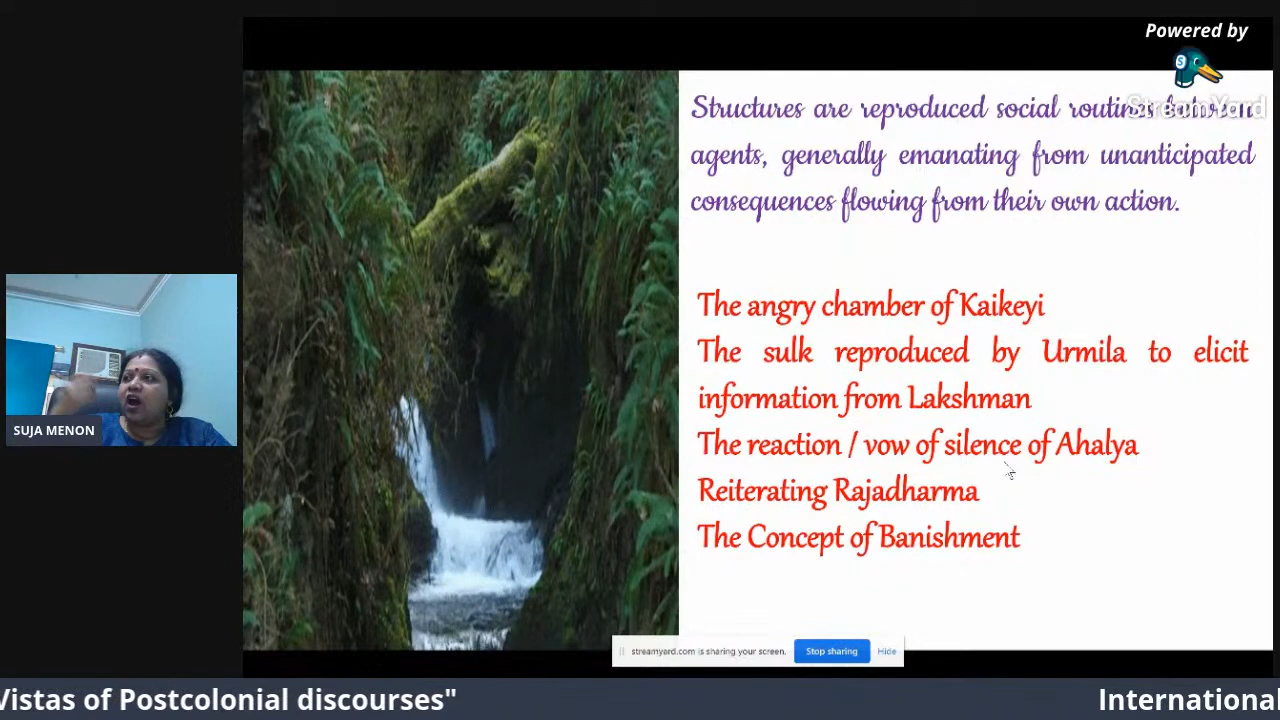 Powered by
StreamYard
Structures are reproduced social routines between
agents, generally emanating from unanticipated
consequences flowing from their own action.
The angry chamber of Kaikeyi
The sulk reproduced by Urmila to elicit
information from Lakshman
The reaction / vow of silence of Ahalya
Reiterating Rajadharma
The Concept of Banishment
SUJA MENON
streamyard.com is sharing your screen.
Stop sharing
Hide
Vistas of Postcolonial discourses"
International